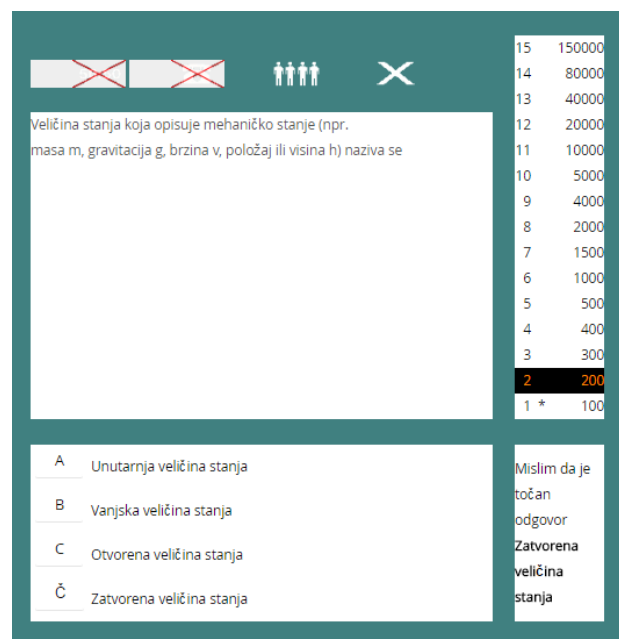 Veličina stanja koja opisuje mehaničko stanje (npr.
masa m, gravitacija g, brzina v, položaj ili visina h) naziva se
15 150000
14 80000
13 40000
12 20000
11 10000
10 5000
9 4000
8 2000
7 1500
6 1000
5 500
4 400
3 300
2 200
1 * 100
A Unutarnja veličina stanja
B Vanjska veličina stanja
C Otvorena veličina stanja
Č Zatvorena veličina stanja
Mislim da je
točan
odgovor
Zatvorena
veličina
stanja